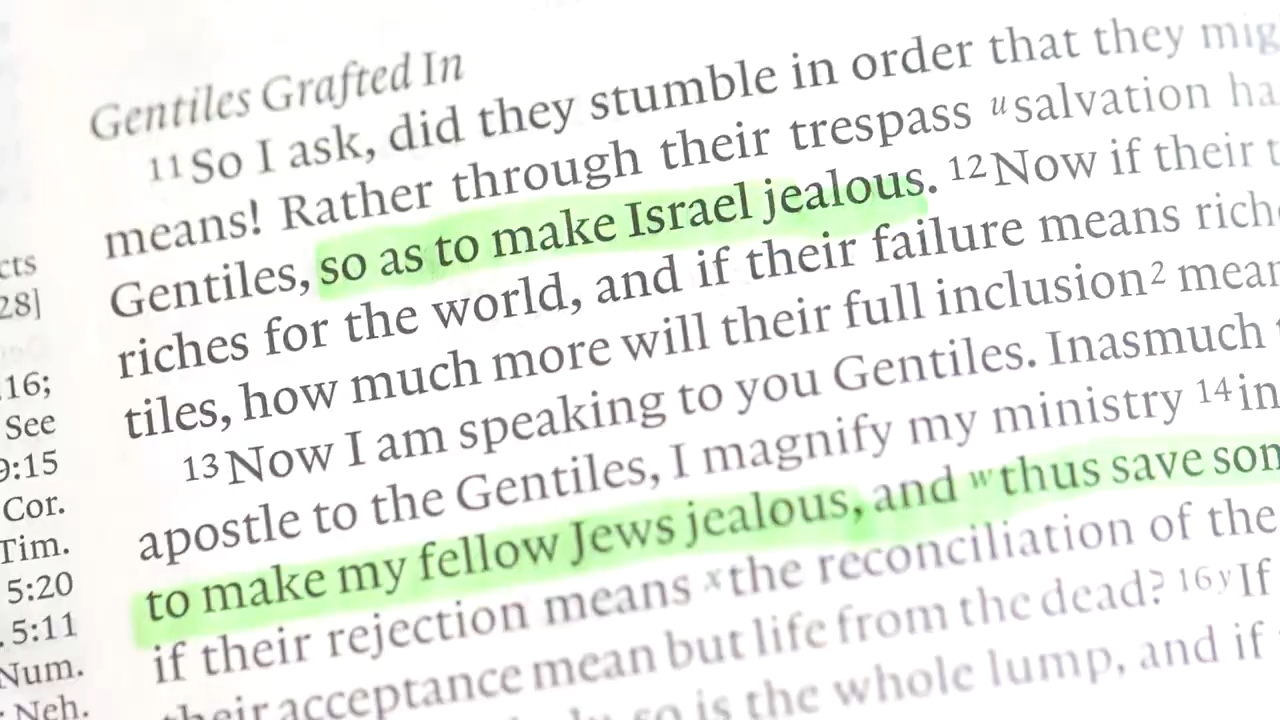 Gentiles Grafted In
11 So I ask, did they stumble in order that they mig
means! Rather through their trespass u salvation ha
Gentiles, so as to make Israel jealous. 12 Now if their t
riches for the world, and if their failure means rich
tiles, how much more will their full inclusion2 mean
13 Now I am speaking to you Gentiles. Inasmuch
apostle to the Gentiles, I magnify my ministry 14 in
to make my fellow Jews jealous, and w thus save som
if their rejection means x the reconciliation of the
their acceptance mean but life from the dead? 16 y If
so is the whole lump, and if
cts
28]
16;
See
9:15
Cor.
Tim.
5:20
. 5:11
Num.
Neh.